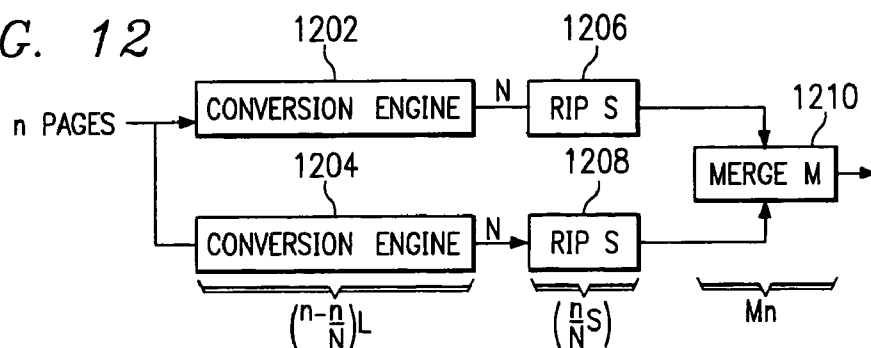 G. 12
1202
1206
1210
n PAGES
CONVERSION ENGINE
N
RIP S
MERGE M
1204
1208
CONVERSION ENGINE
N
RIP S
(n-n/N)L
(n/N S)
Mn